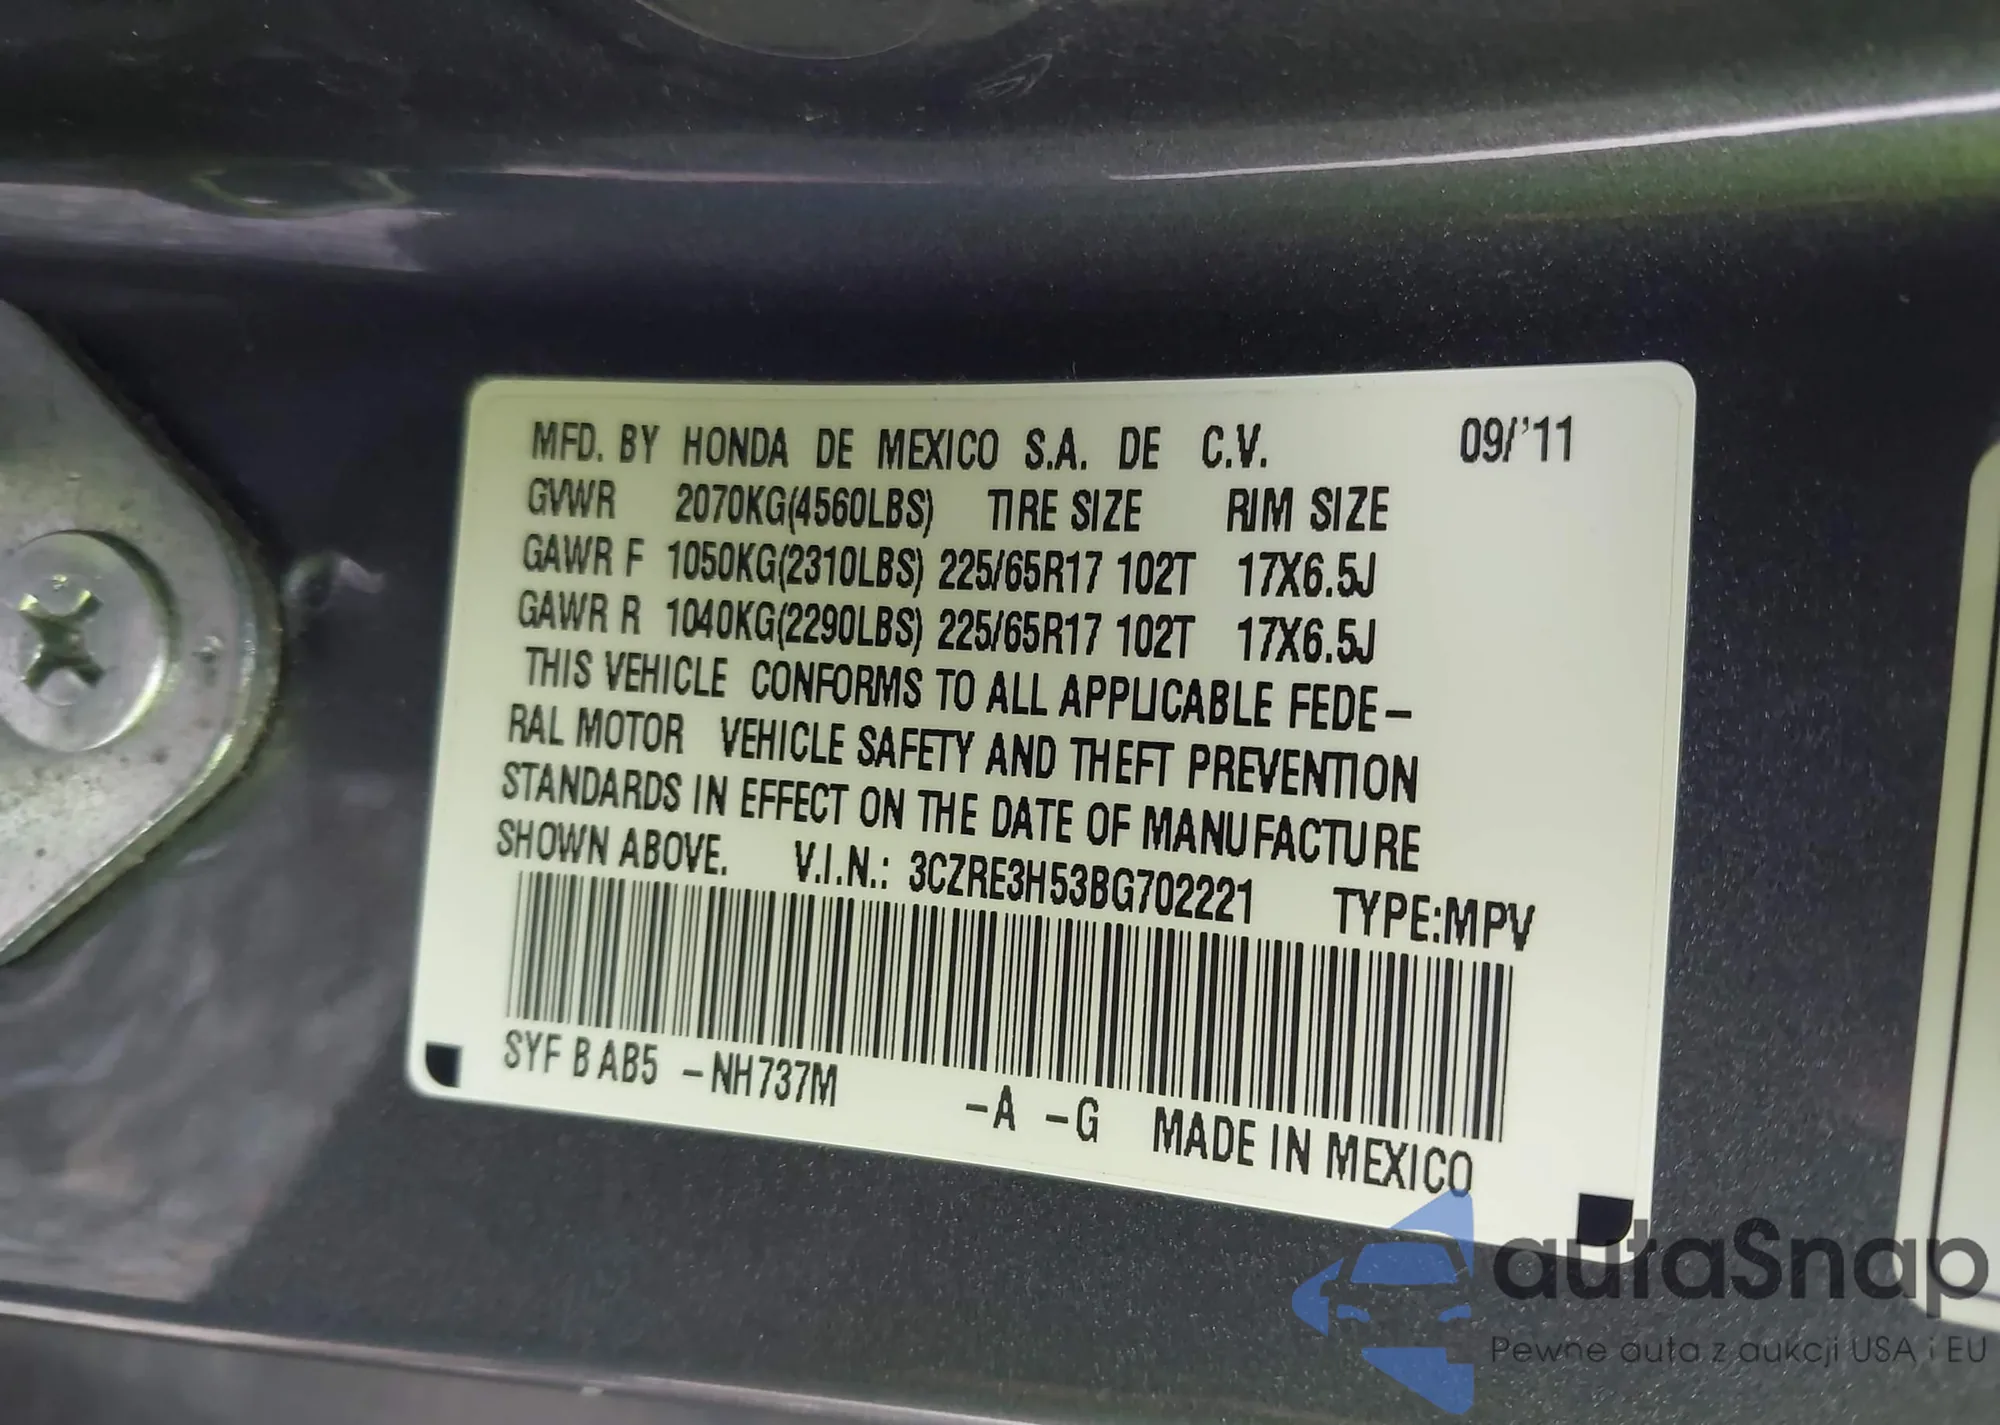 MFD. BY HONDA DE MEXICO S.A. DE C.V. 09/'11
GVWR 2070KG(4560LBS) TIRE SIZE RIM SIZE
GAWR F 1050KG(2310LBS) 225/65R17 102T 17X6.5J
GAWR R 1040KG(2290LBS) 225/65R17 102T 17X6.5J
THIS VEHICLE CONFORMS TO ALL APPLICABLE FEDE-
RAL MOTOR VEHICLE SAFETY AND THEFT PREVENTION
STANDARDS IN EFFECT ON THE DATE OF MANUFACTURE
SHOWN ABOVE. V.I.N.: 3CZRE3H53BG702221 TYPE:MPV
SYF B AB5 -NH737M -A -G MADE IN MEXICO
autaSnap
Pewne auta z aukcji USA i EU